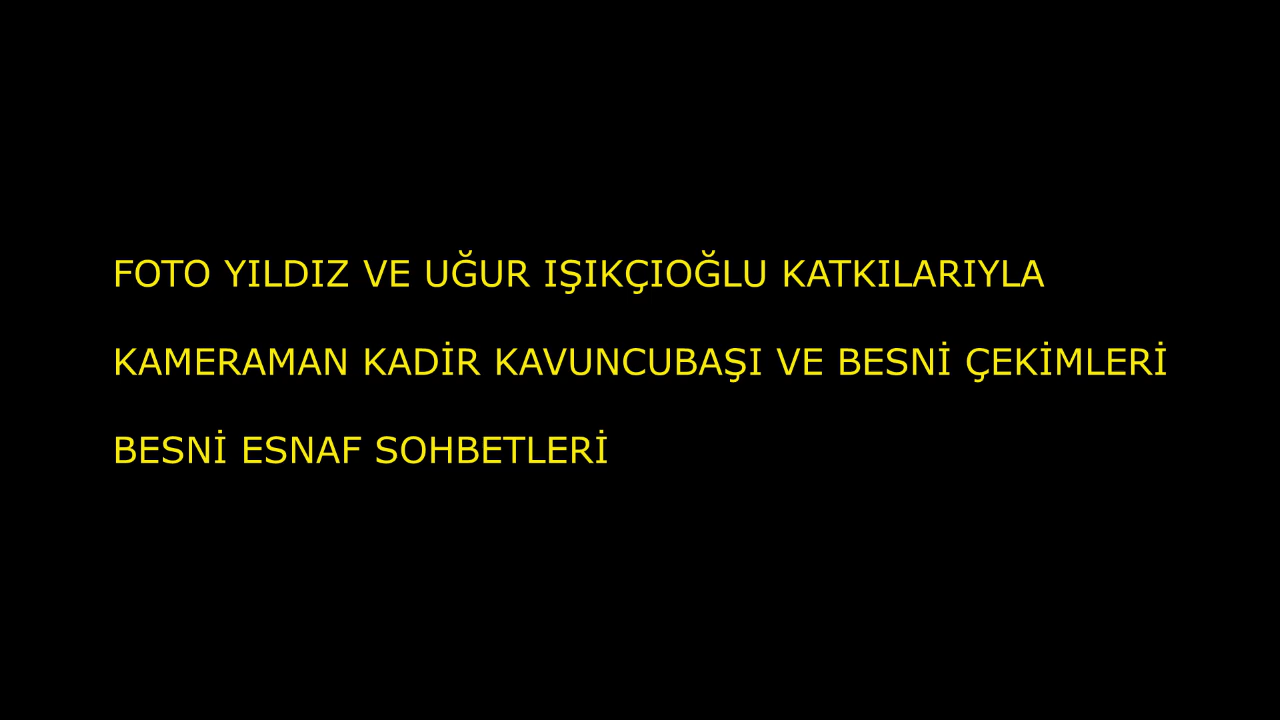 FOTO YILDIZ VE UĞUR IŞIKÇIOĞLU KATKILARIYLA
KAMERAMAN KADİR KAVUNCUBAŞI VE BESNİ ÇEKİMLERİ
BESNİ ESNAF SOHBETLERİ